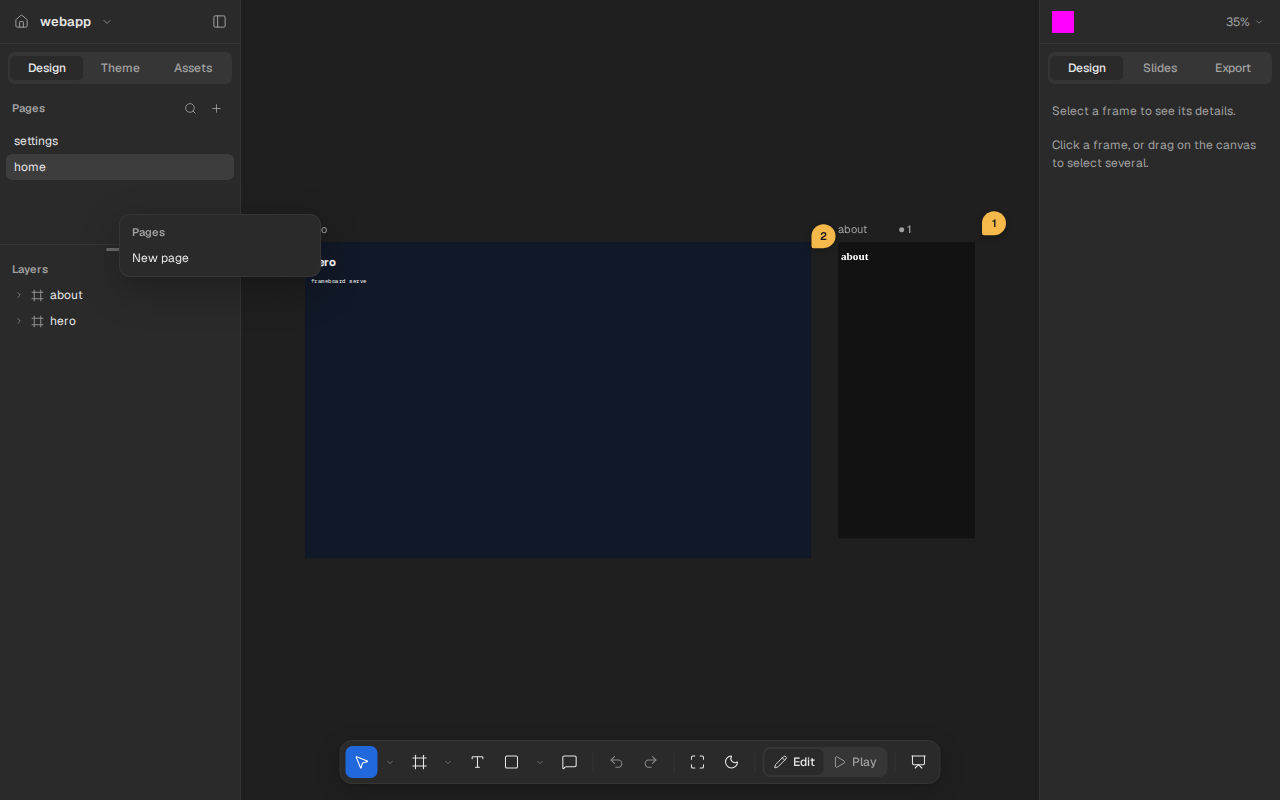 webapp
Design Theme Assets
Pages
settings
home
Pages
New page
Layers
about
hero
hero
frameboard serve
2
about 1
about
1
35%
Design Slides Export
Select a frame to see its details.
Click a frame, or drag on the canvas
to select several.
Edit Play